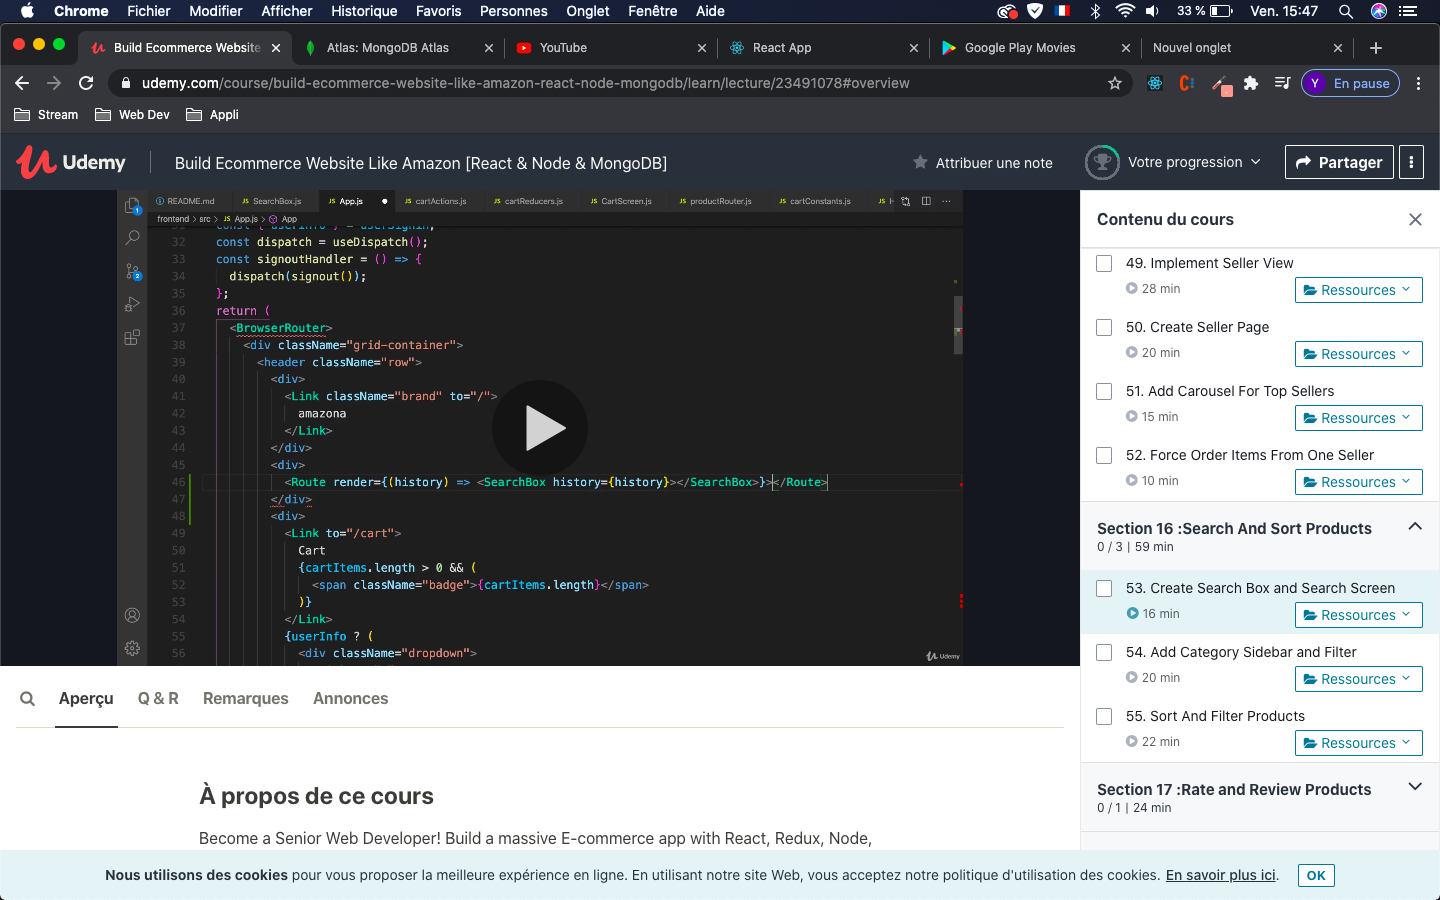 Chrome Fichier Modifier Afficher Historique Favoris Personnes Onglet Fenêtre Aide 33 % Ven. 15:47
Build Ecommerce Website Atlas: MongoDB Atlas YouTube React App Google Play Movies Nouvel onglet
udemy.com/course/build-ecommerce-website-like-amazon-react-node-mongodb/learn/lecture/23491078#overview Y En pause
Stream Web Dev Appli
Udemy Build Ecommerce Website Like Amazon [React & Node & MongoDB] Attribuer une note Votre progression Partager
README.md JS SearchBox.js JS App.js JS cartActions.js JS cartReducers.js JS CartScreen.js JS productRouter.js JS cartConstants.js JS H
frontend > src > JS App.js > App
31 const { userInfo } = userSignin;
32 const dispatch = useDispatch();
33 const signoutHandler = () => {
34 dispatch(signout());
35 };
36 return (
37 <BrowserRouter>
38 <div className="grid-container">
39 <header className="row">
40 <div>
41 <Link className="brand" to="/">
42 amazona
43 </Link>
44 </div>
45 <div>
46 <Route render={(history) => <SearchBox history={history}></SearchBox>}></Route>
47 </div>
48 <div>
49 <Link to="/cart">
50 Cart
51 {cartItems.length > 0 && (
52 <span className="badge">{cartItems.length}</span>
53 )}
54 </Link>
55 {userInfo ? (
56 <div className="dropdown">
Udemy
Contenu du cours
49. Implement Seller View
28 min Ressources
50. Create Seller Page
20 min Ressources
51. Add Carousel For Top Sellers
15 min Ressources
52. Force Order Items From One Seller
10 min Ressources
Section 16 :Search And Sort Products
0 / 3 | 59 min
53. Create Search Box and Search Screen
16 min Ressources
54. Add Category Sidebar and Filter
20 min Ressources
55. Sort And Filter Products
22 min Ressources
Section 17 :Rate and Review Products
0 / 1 | 24 min
Aperçu Q & R Remarques Annonces
À propos de ce cours
Become a Senior Web Developer! Build a massive E-commerce app with React, Redux, Node,
Nous utilisons des cookies pour vous proposer la meilleure expérience en ligne. En utilisant notre site Web, vous acceptez notre politique d'utilisation des cookies. En savoir plus ici. OK